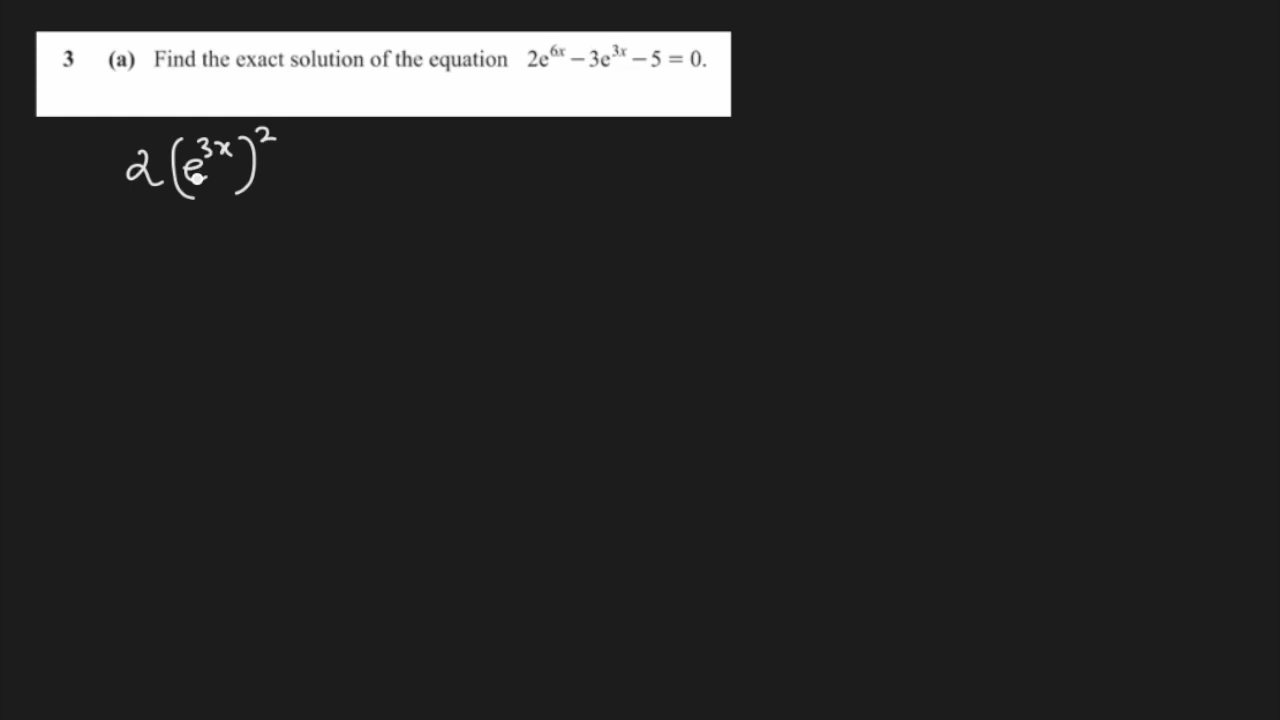 3 (a) Find the exact solution of the equation 2e^{6x} − 3e^{3x} − 5 = 0.
2(e^{3x})^2